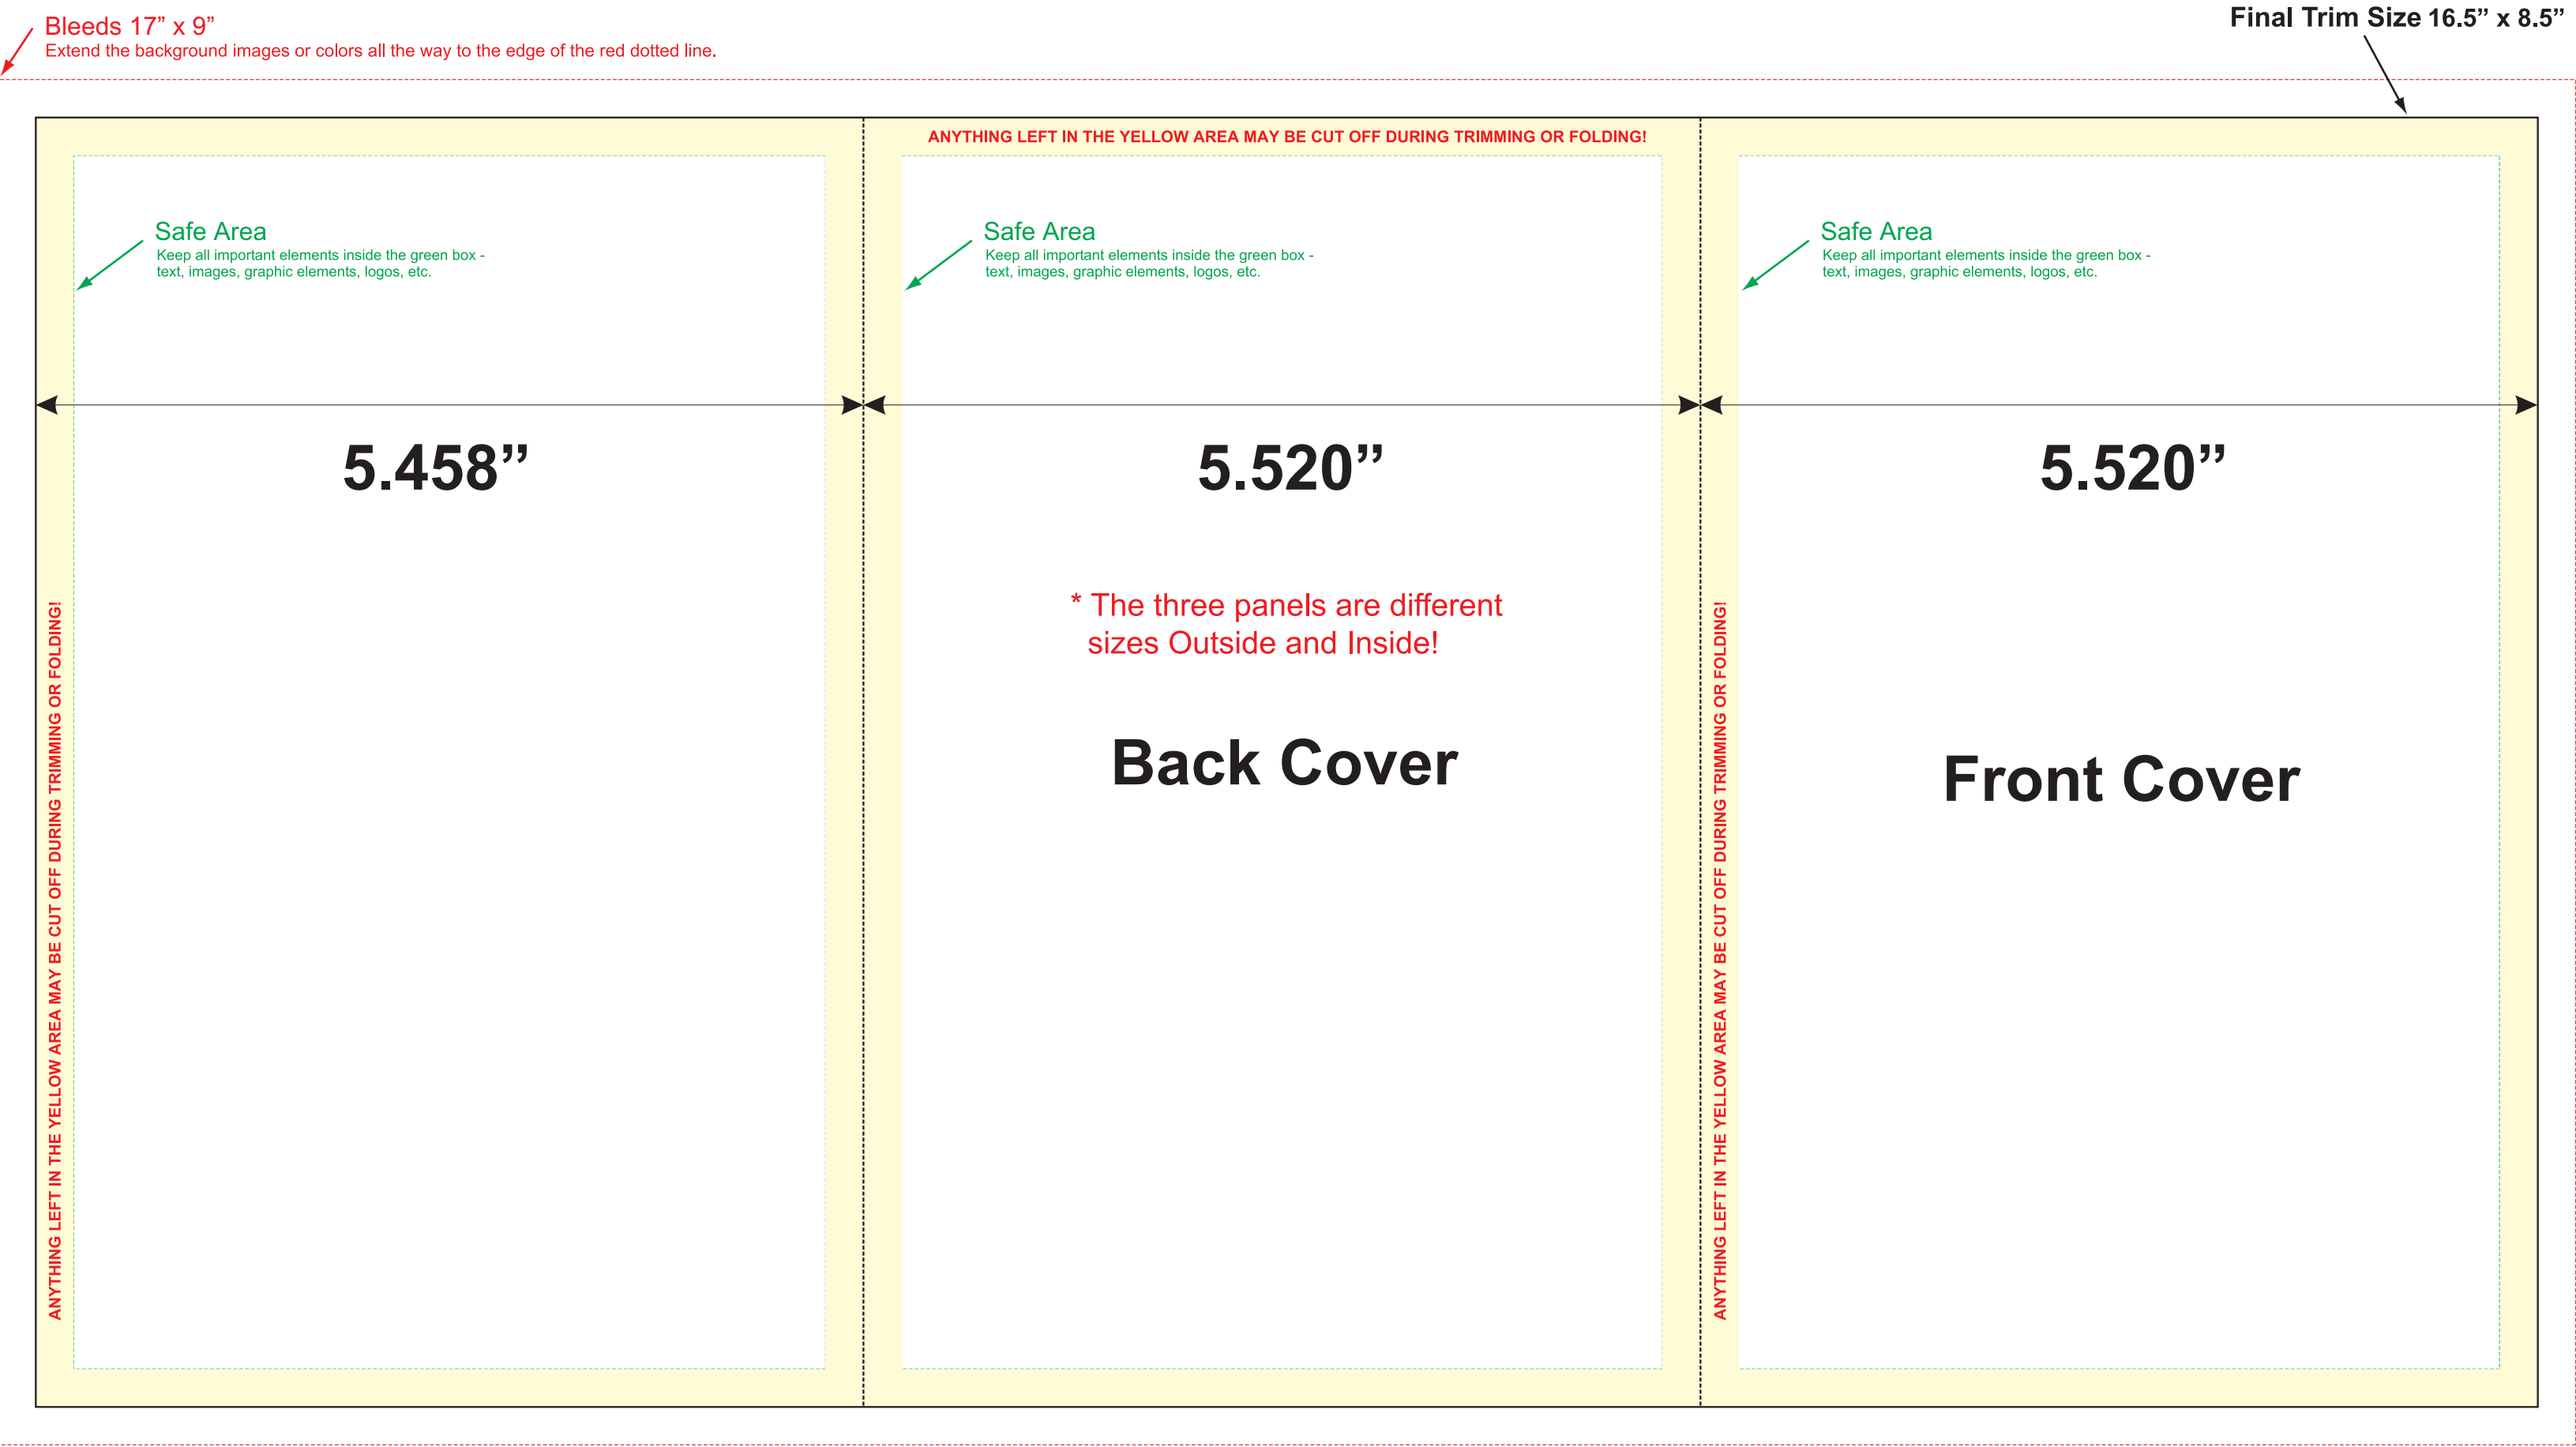 Bleeds 17” x 9”
Extend the background images or colors all the way to the edge of the red dotted line.
Final Trim Size 16.5” x 8.5”
ANYTHING LEFT IN THE YELLOW AREA MAY BE CUT OFF DURING TRIMMING OR FOLDING!
Safe Area
Keep all important elements inside the green box -
text, images, graphic elements, logos, etc.
Safe Area
Keep all important elements inside the green box -
text, images, graphic elements, logos, etc.
Safe Area
Keep all important elements inside the green box -
text, images, graphic elements, logos, etc.
5.458”
5.520”
5.520”
ANYTHING LEFT IN THE YELLOW AREA MAY BE CUT OFF DURING TRIMMING OR FOLDING!
* The three panels are different
sizes Outside and Inside!
Back Cover
ANYTHING LEFT IN THE YELLOW AREA MAY BE CUT OFF DURING TRIMMING OR FOLDING!
Front Cover